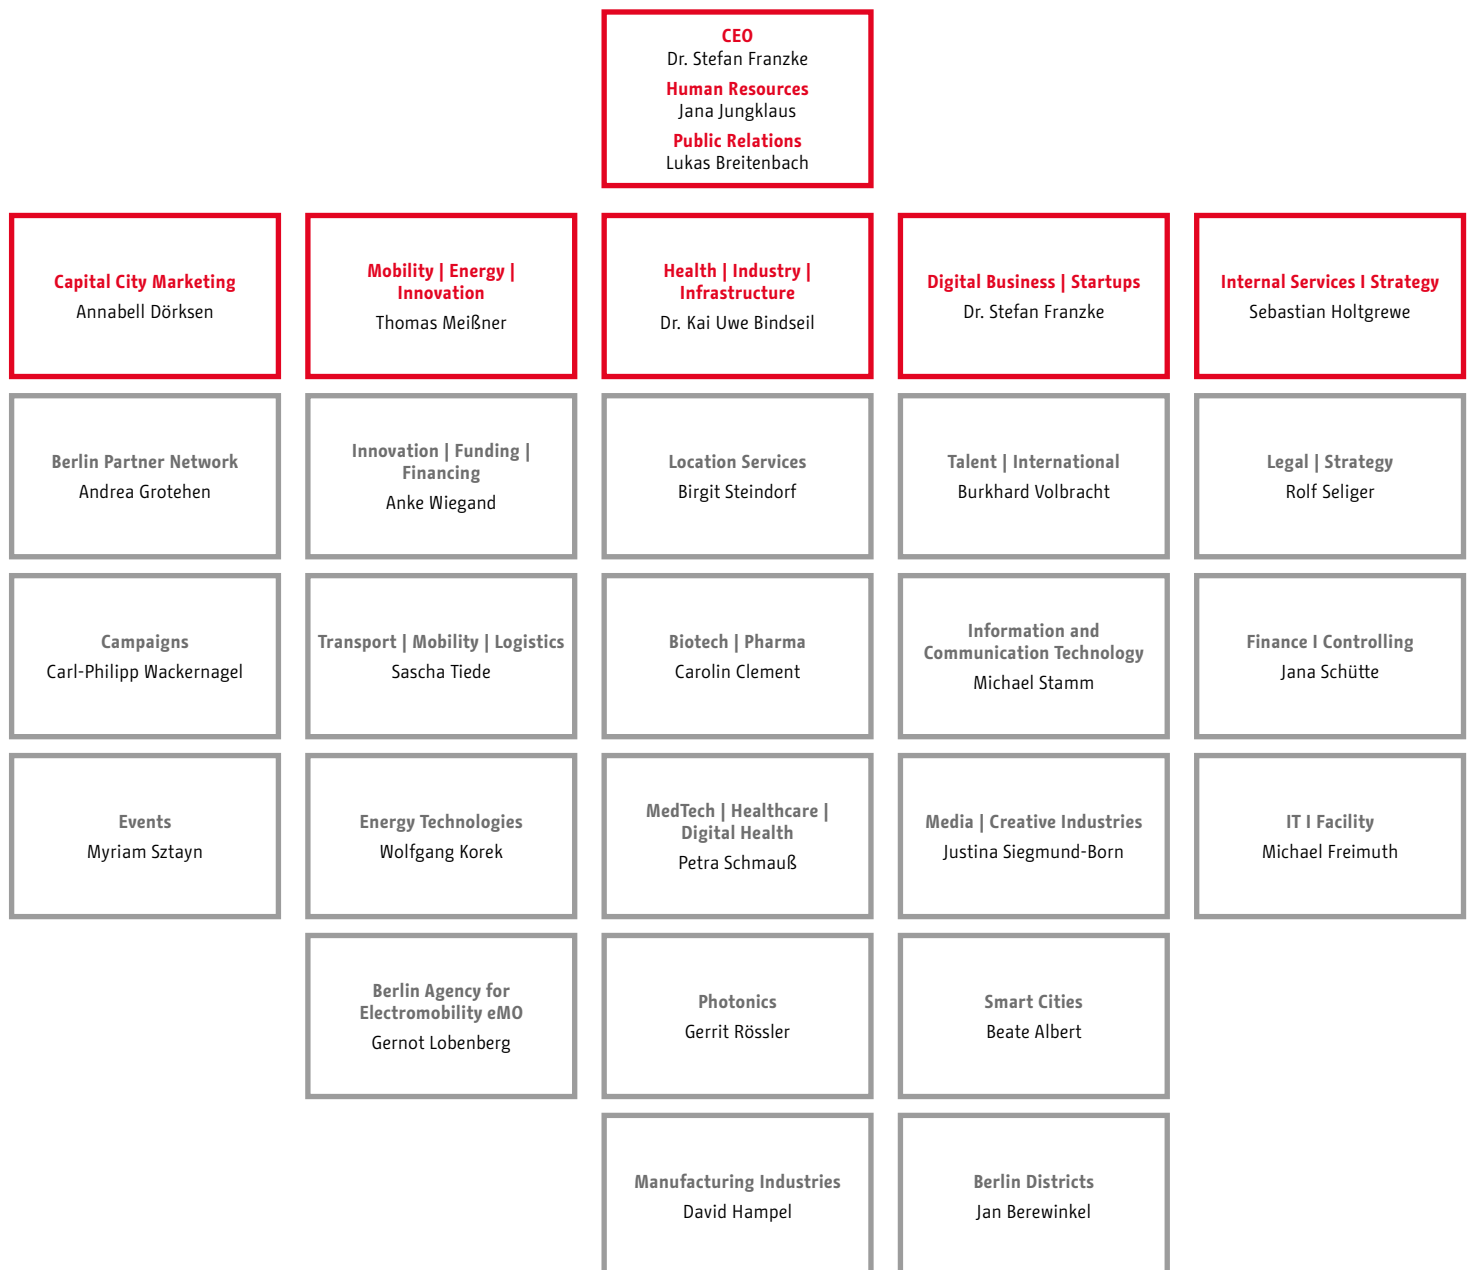 CEO
Dr. Stefan Franzke
Human Resources
Jana Jungklaus
Public Relations
Lukas Breitenbach
Capital City Marketing
Annabell Dörksen
Mobility | Energy |
Innovation
Thomas Meißner
Health | Industry |
Infrastructure
Dr. Kai Uwe Bindseil
Digital Business | Startups
Dr. Stefan Franzke
Internal Services I Strategy
Sebastian Holtgrewe
Berlin Partner Network
Andrea Grotehen
Innovation | Funding |
Financing
Anke Wiegand
Location Services
Birgit Steindorf
Talent | International
Burkhard Volbracht
Legal | Strategy
Rolf Seliger
Campaigns
Carl-Philipp Wackernagel
Transport | Mobility | Logistics
Sascha Tiede
Biotech | Pharma
Carolin Clement
Information and
Communication Technology
Michael Stamm
Finance I Controlling
Jana Schütte
Events
Myriam Sztayn
Energy Technologies
Wolfgang Korek
MedTech | Healthcare |
Digital Health
Petra Schmauß
Media | Creative Industries
Justina Siegmund-Born
IT I Facility
Michael Freimuth
Berlin Agency for
Electromobility eMO
Gernot Lobenberg
Photonics
Gerrit Rössler
Smart Cities
Beate Albert
Manufacturing Industries
David Hampel
Berlin Districts
Jan Berewinkel